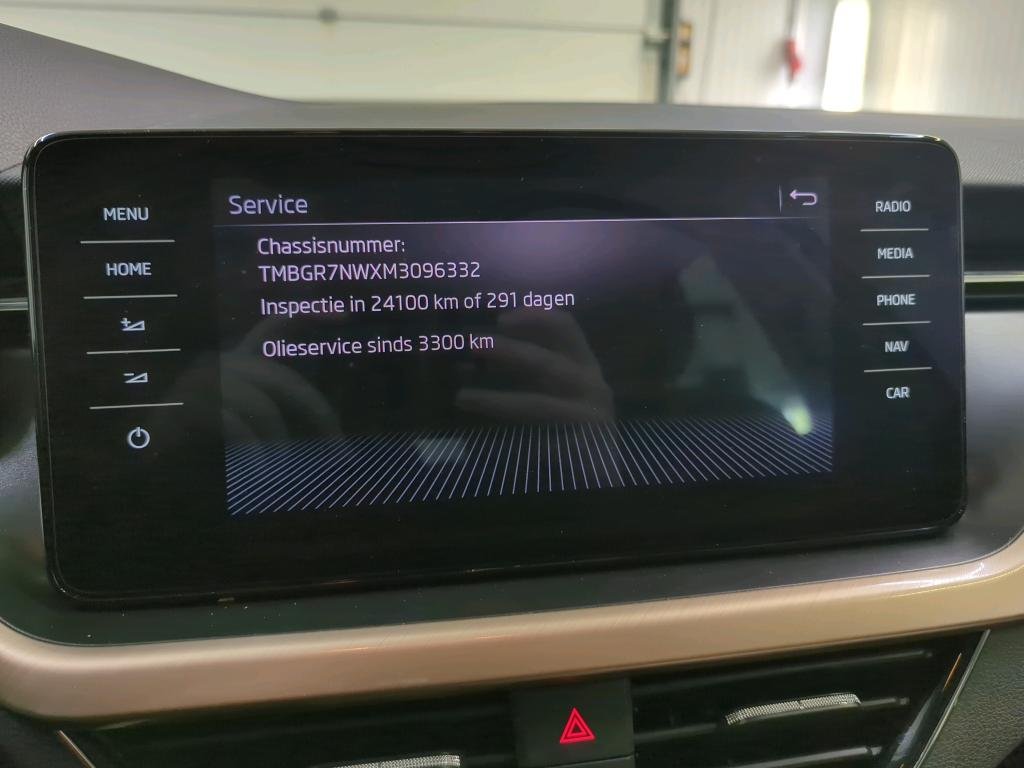 Service
Chassisnummer:
TMBGR7NWXM3096332
Inspectie in 24100 km of 291 dagen
Olieservice sinds 3300 km
MENU
HOME
RADIO
MEDIA
PHONE
NAV
CAR